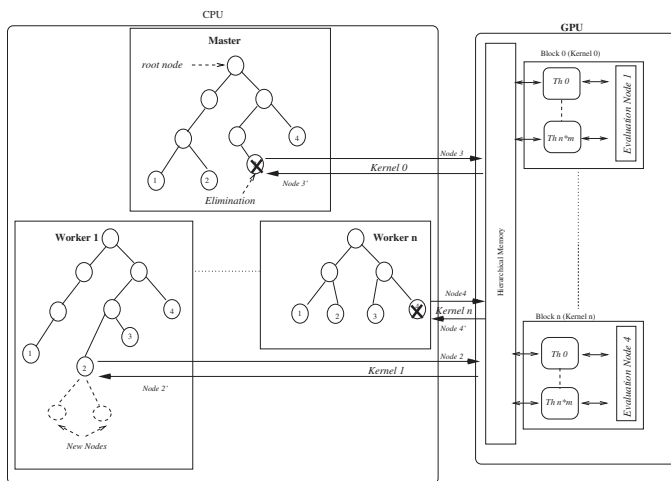 CPU
GPU
Master
root node
4
1
2
Elimination
Node 3
Kernel 0
Node 3'
Worker 1
4
3
1
2
New Nodes
Node 2'
Worker n
1
2
3
Node4
Kernel n
Node 4'
Node 2
Kernel 1
Hierarchical Memory
Block 0 (Kernel 0)
Th 0
Th n*m
Evaluation Node 1
Block n (Kernel n)
Th 0
Th n*m
Evaluation Node 4